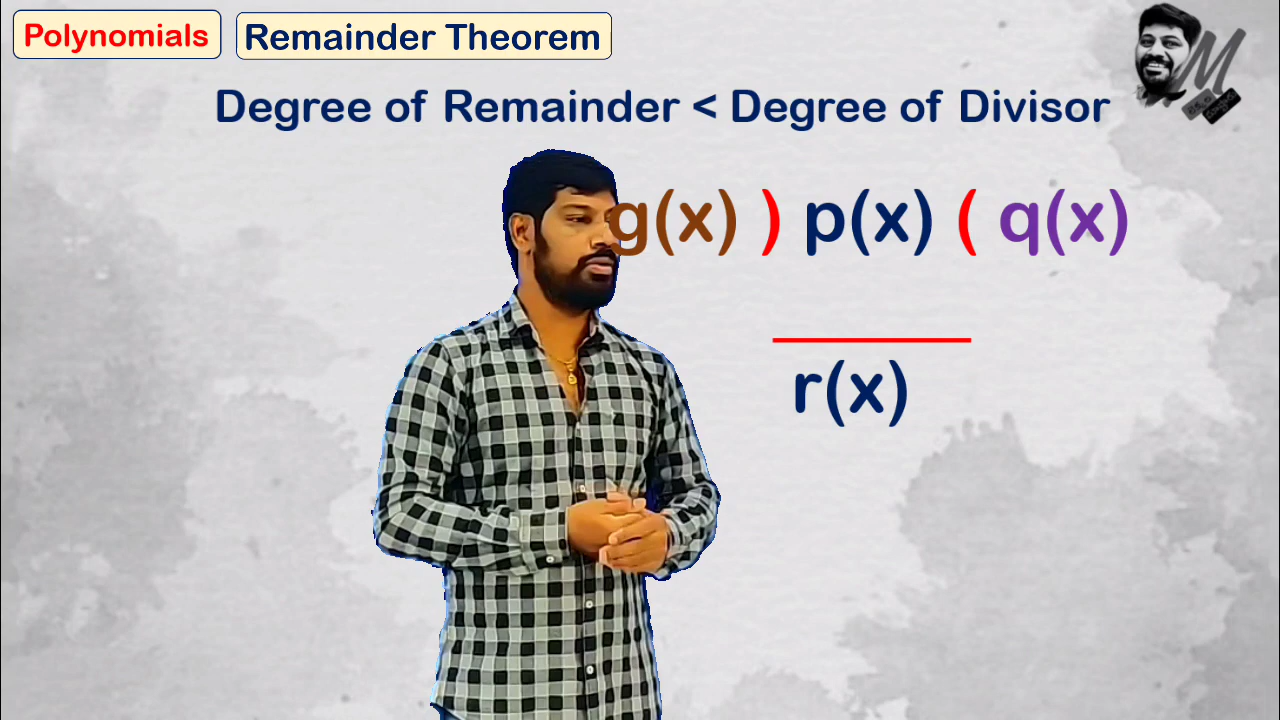 Polynomials
Remainder Theorem
Degree of Remainder < Degree of Divisor
g(x) ) p(x) ( q(x)
r(x)
M